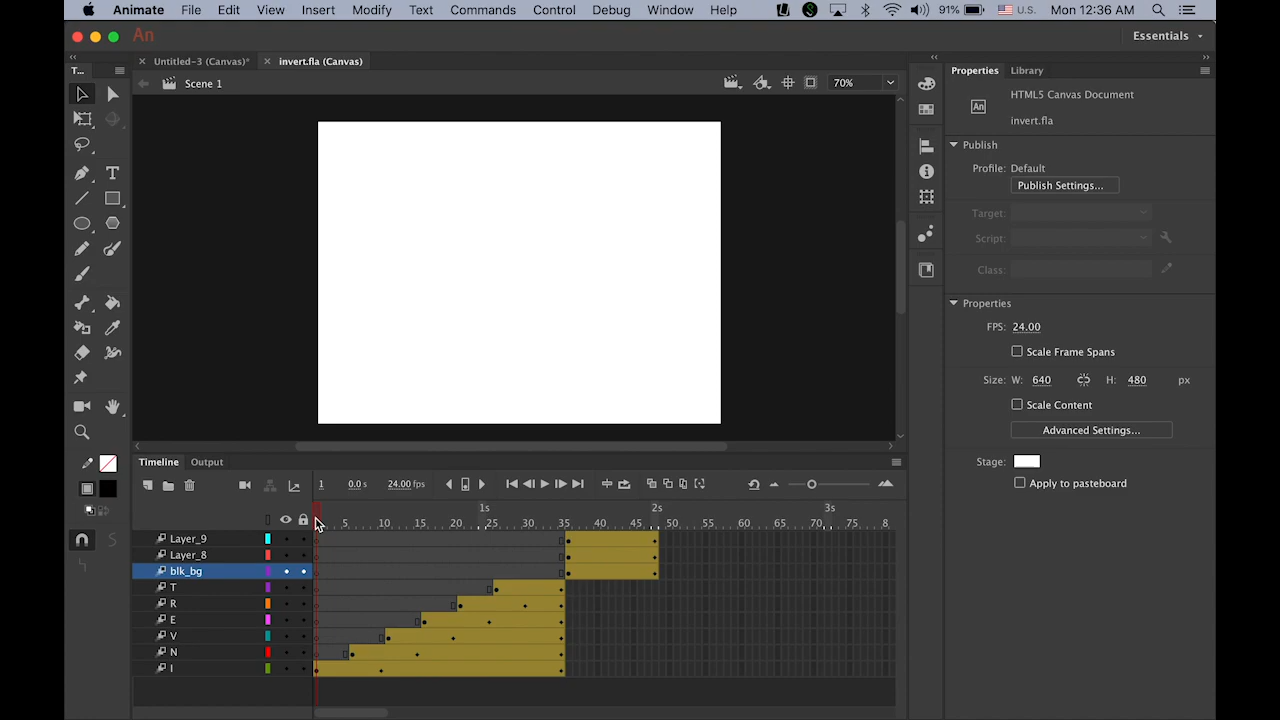 Animate File Edit View Insert Modify Text Commands Control Debug Window Help 91% U.S. Mon 12:36 AM
An Essentials
T... Untitled-3 (Canvas)* invert.fla (Canvas) Properties Library
Scene 1 70%
HTML5 Canvas Document
An
invert.fla
Publish
Profile: Default
Publish Settings...
Target:
Script:
Class:
Properties
FPS: 24.00
Scale Frame Spans
Size: W: 640 H: 480 px
Scale Content
Advanced Settings...
Stage:
Apply to pasteboard
Timeline Output
1 0.0s 24.00fps
1s 2s 3s
5 10 15 20 25 30 35 40 45 50 55 60 65 70 75 8
Layer_9
Layer_8
blk_bg
T
R
E
V
N
I